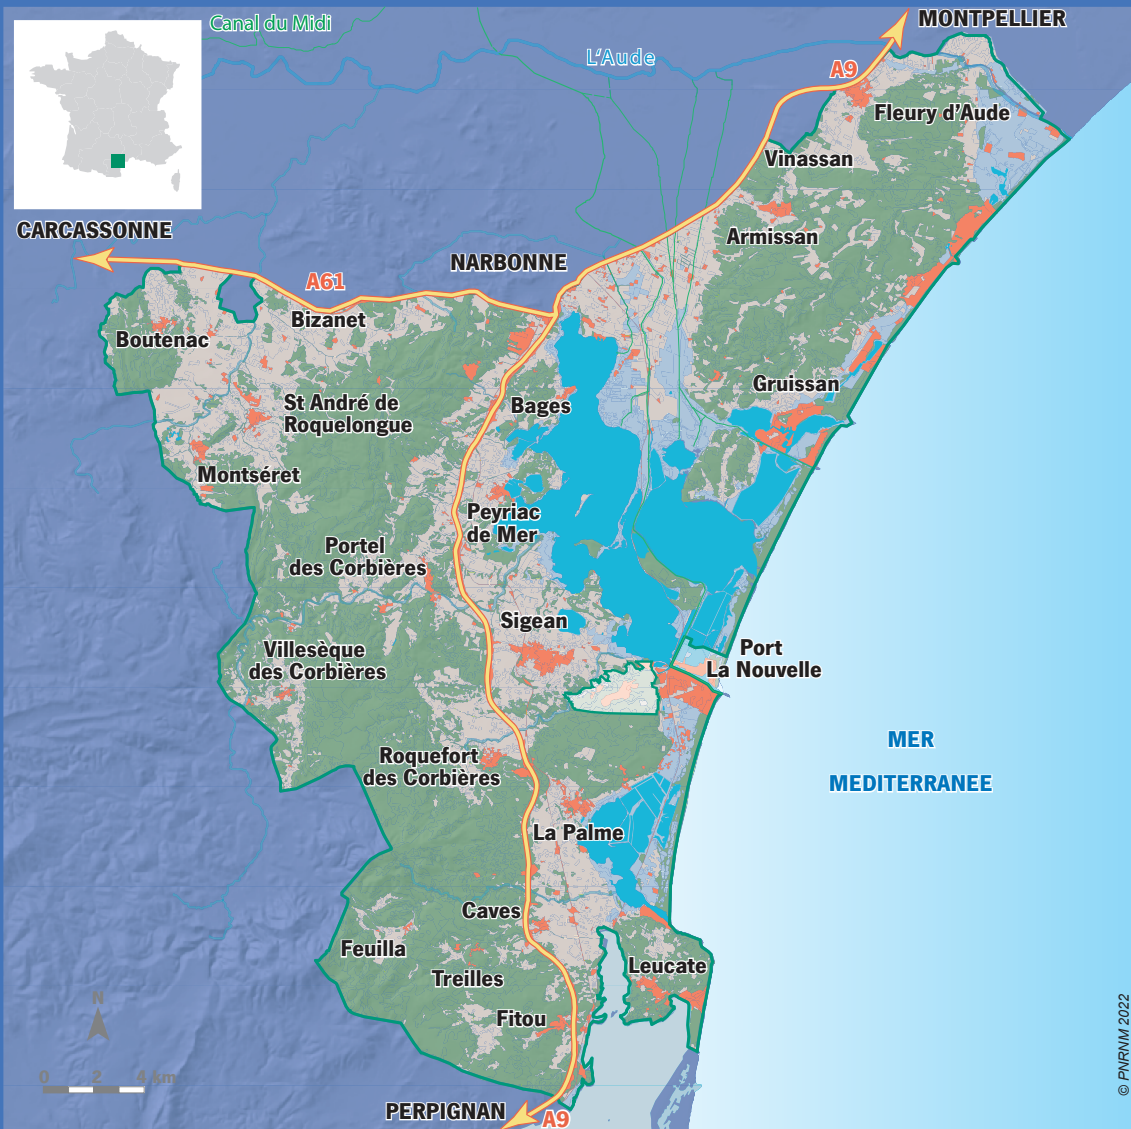 MONTPELLIER
Canal du Midi
L'Aude
A9
Fleury d'Aude
Vinassan
CARCASSONNE
Armissan
NARBONNE
A61
Bizanet
Boutenac
Gruissan
St André de
Roquelongue
Bages
Montséret
Peyriac
de Mer
Portel
des Corbières
Sigean
Villesèque
des Corbières
Port
La Nouvelle
MER
MEDITERRANEE
Roquefort
des Corbières
La Palme
Caves
Feuilla
Leucate
Treilles
Fitou
N
0 2 4 km
PERPIGNAN
A9
© PNRNM 2022